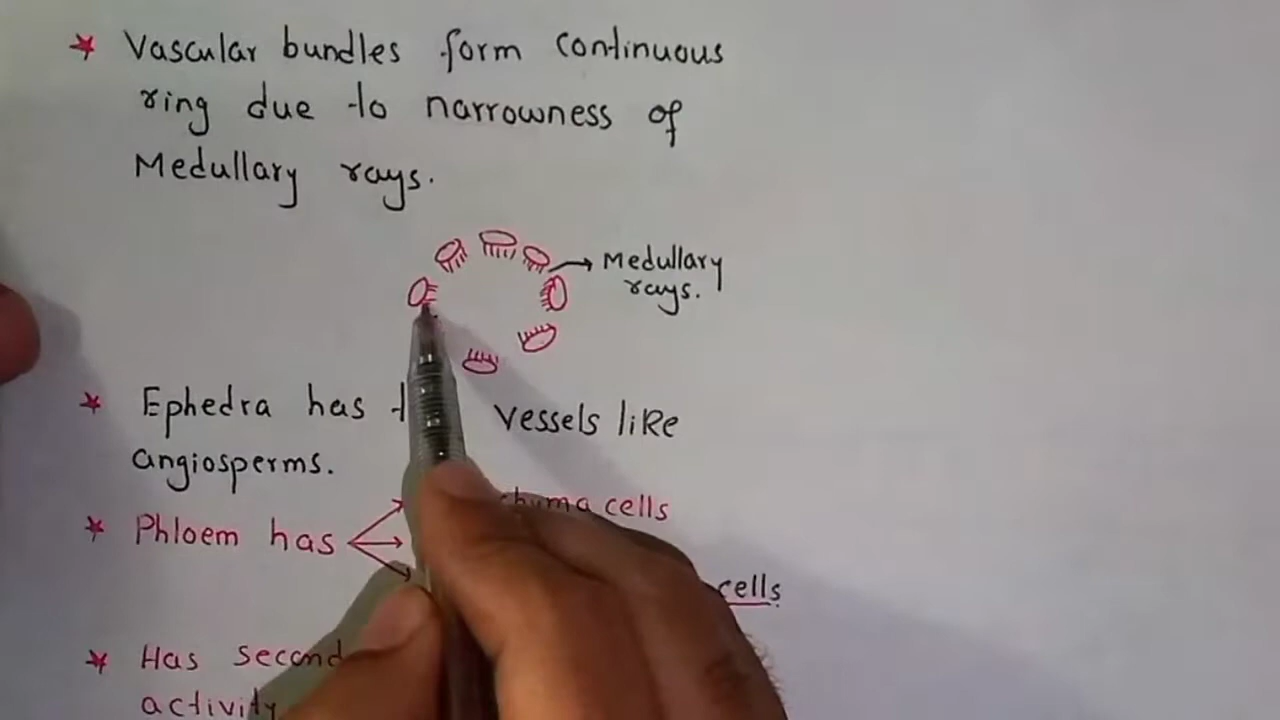 * Vascular bundles form continuous
ring due to narrowness of
Medullary rays.
Medullary
rays.
* Ephedra has vessels like
angiosperms.
* Phloem has cells
cells
* Has
activity